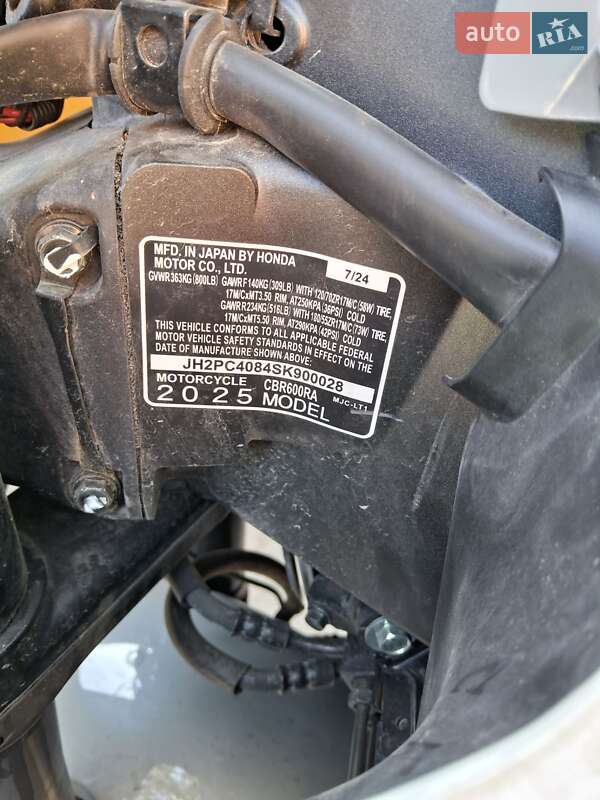 auto RIA .com
MFD. IN JAPAN BY HONDA
MOTOR CO., LTD. 7/24
GVWR363KG (800LB) GAWRF140KG (309LB) WITH 120/70ZR17M/C (58W) TIRE,
17M/CxMT3.50 RIM, AT250KPA (36PSI) COLD
GAWRR234KG (516LB) WITH 180/55ZR17M/C (73W) TIRE,
17M/CxMT5.50 RIM, AT290KPA (42PSI) COLD
THIS VEHICLE CONFORMS TO ALL APPLICABLE FEDERAL
MOTOR VEHICLE SAFETY STANDARDS IN EFFECT ON THE
DATE OF MANUFACTURE SHOWN ABOVE:
JH2PC4084SK900028
MOTORCYCLE CBR600RA
2025 MODEL MJC-LT1